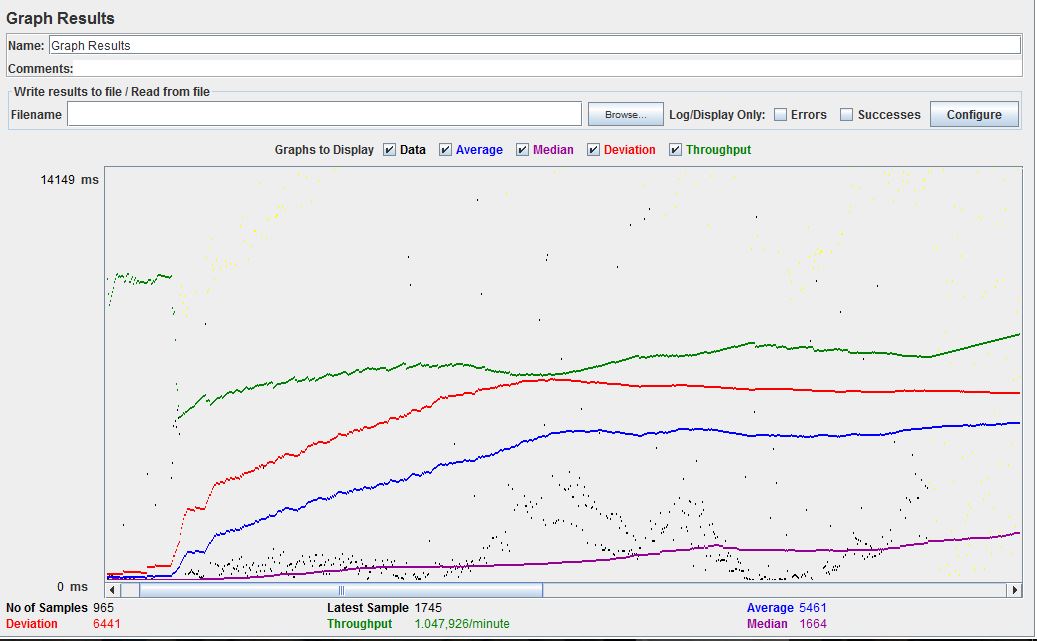 Graph Results
Name: Graph Results
Comments:
Write results to file / Read from file
Filename Browse... Log/Display Only: Errors Successes Configure
Graphs to Display Data Average Median Deviation Throughput
14149 ms
0 ms
No of Samples 965 Latest Sample 1745 Average 5461
Deviation 6441 Throughput 1.047,926/minute Median 1664